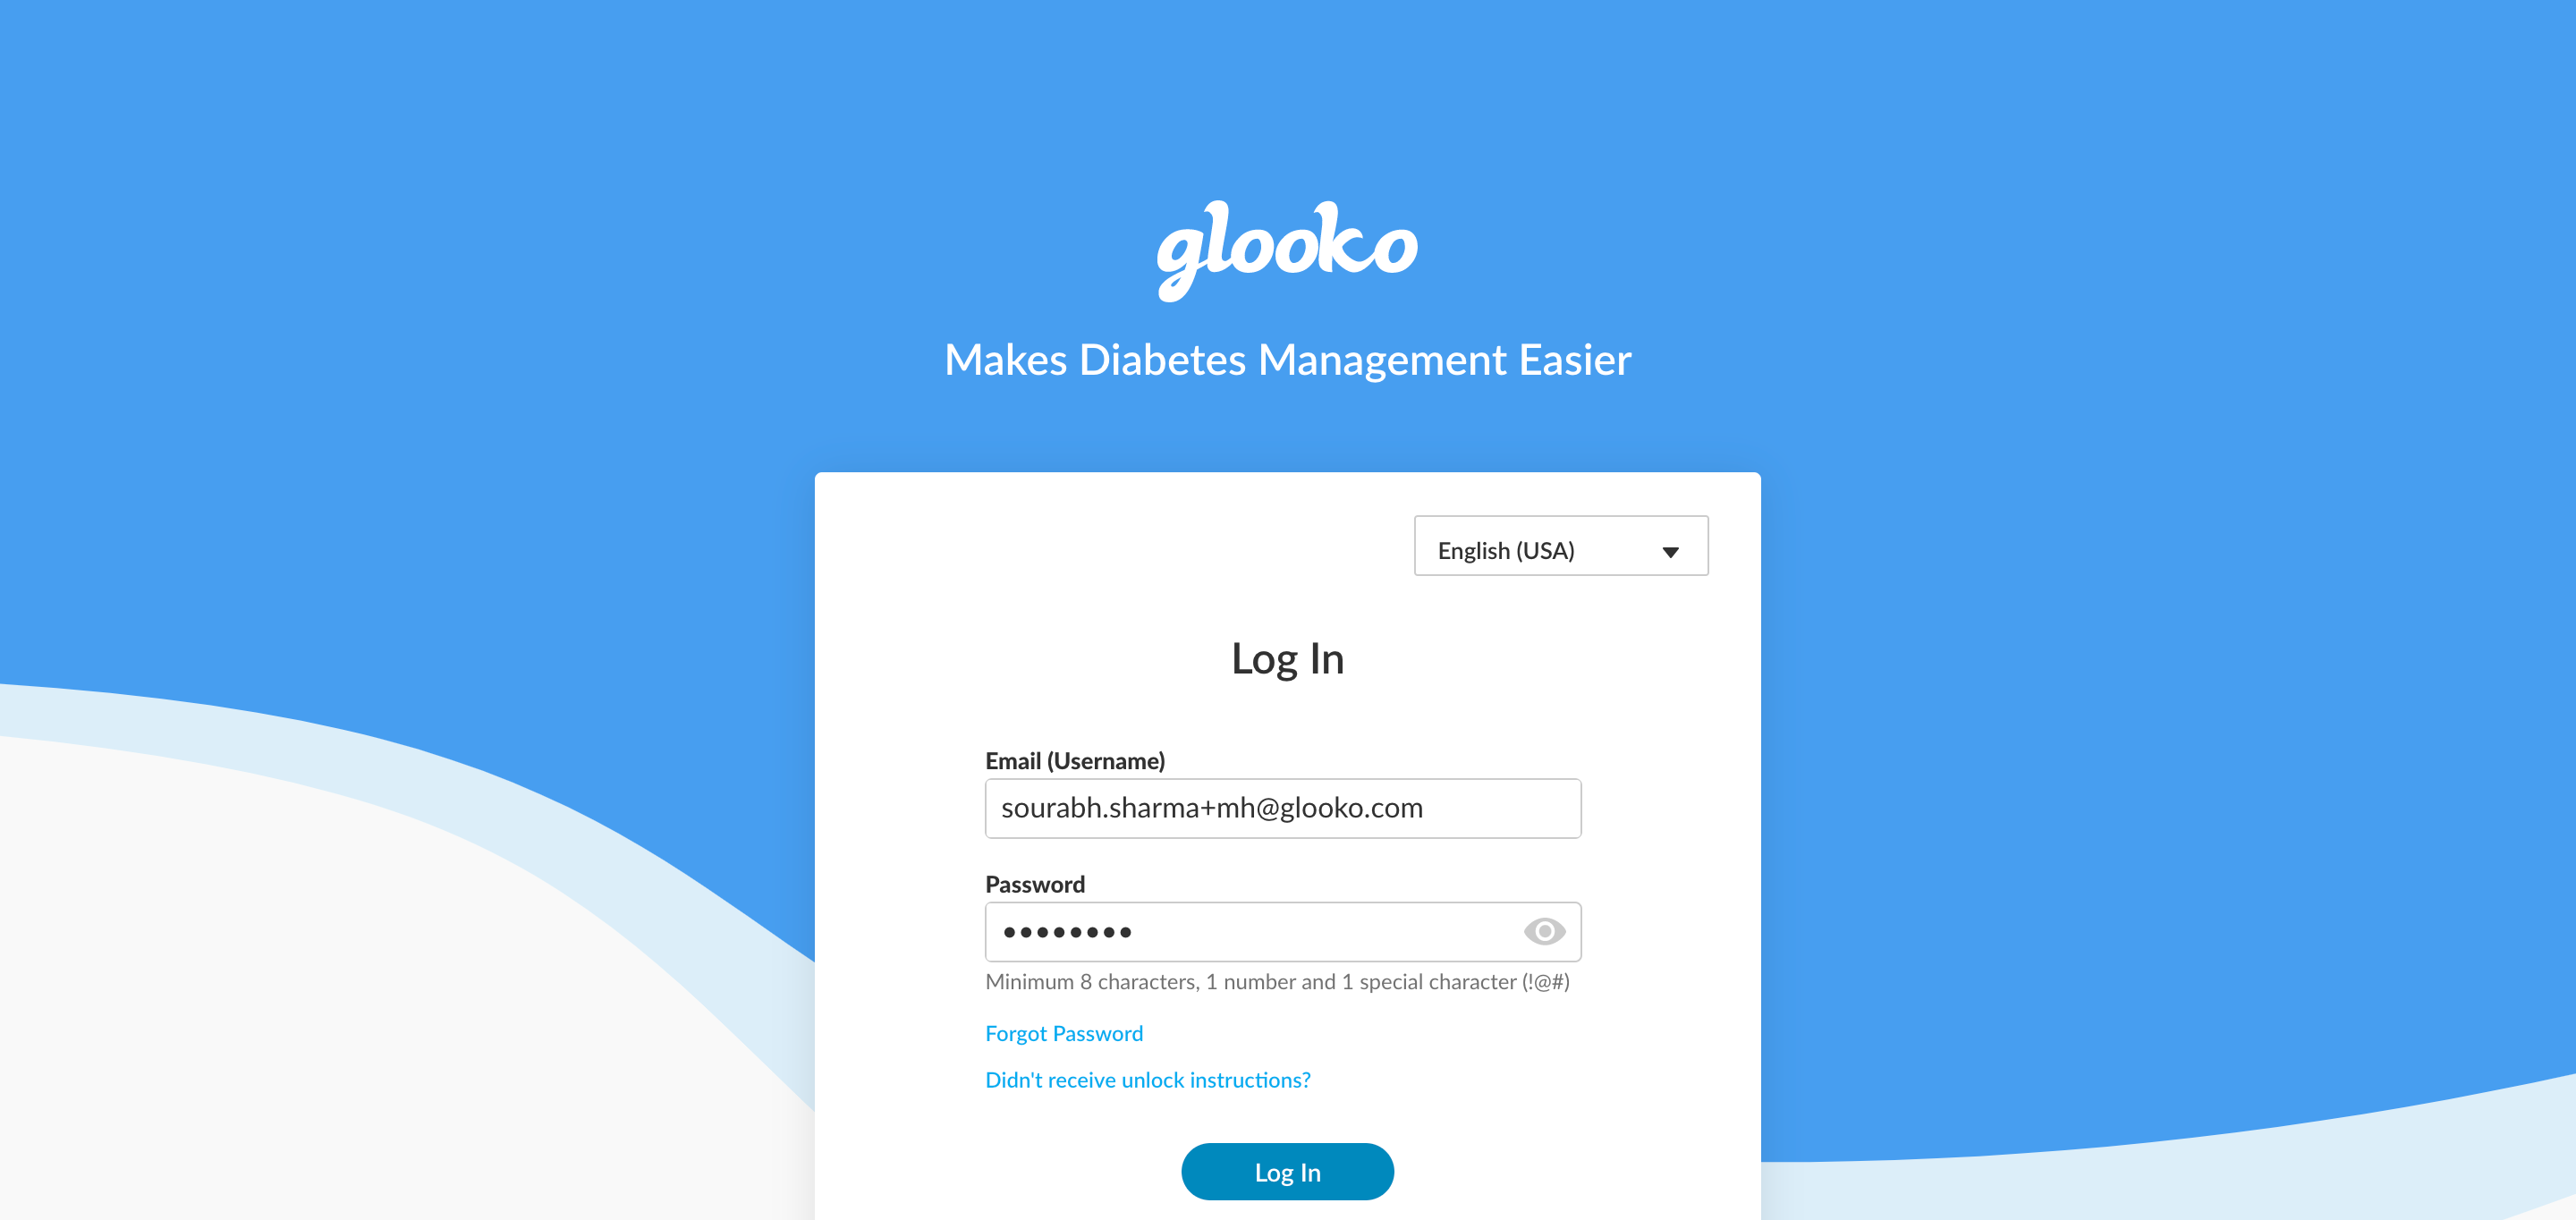 glooko
Makes Diabetes Management Easier
English (USA)
Log In
Email (Username)
sourabh.sharma+mh@glooko.com
Password
••••••••
Minimum 8 characters, 1 number and 1 special character (!@#)
Forgot Password
Didn't receive unlock instructions?
Log In